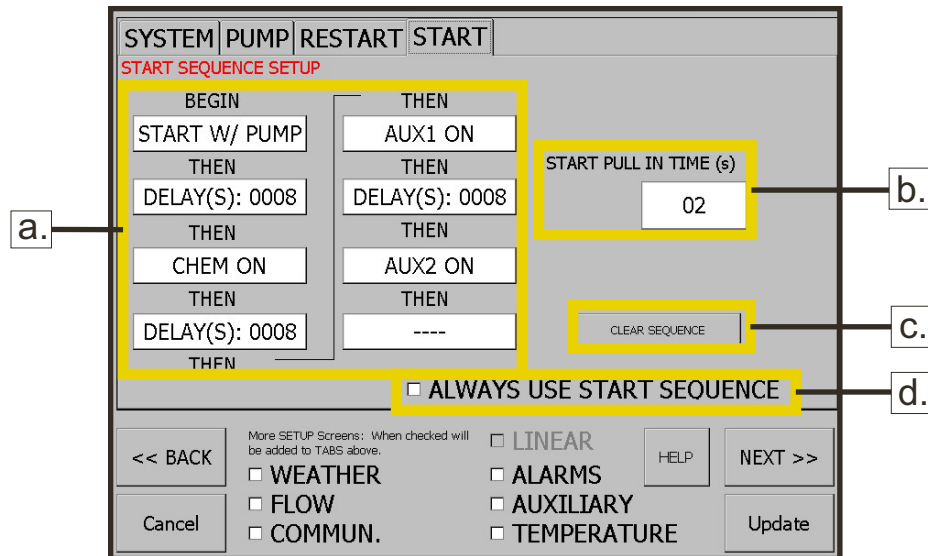 SYSTEM PUMP RESTART START
START SEQUENCE SETUP
BEGIN
START W/ PUMP
THEN
DELAY(S): 0008
THEN
CHEM ON
THEN
DELAY(S): 0008
THEN
THEN
AUX1 ON
THEN
DELAY(S): 0008
THEN
AUX2 ON
THEN
----
START PULL IN TIME (s)
02
CLEAR SEQUENCE
ALWAYS USE START SEQUENCE
a.
b.
c.
d.
<< BACK
Cancel
More SETUP Screens: When checked will
be added to TABS above.
WEATHER
FLOW
COMMUN.
LINEAR
ALARMS
AUXILIARY
TEMPERATURE
HELP
NEXT >>
Update